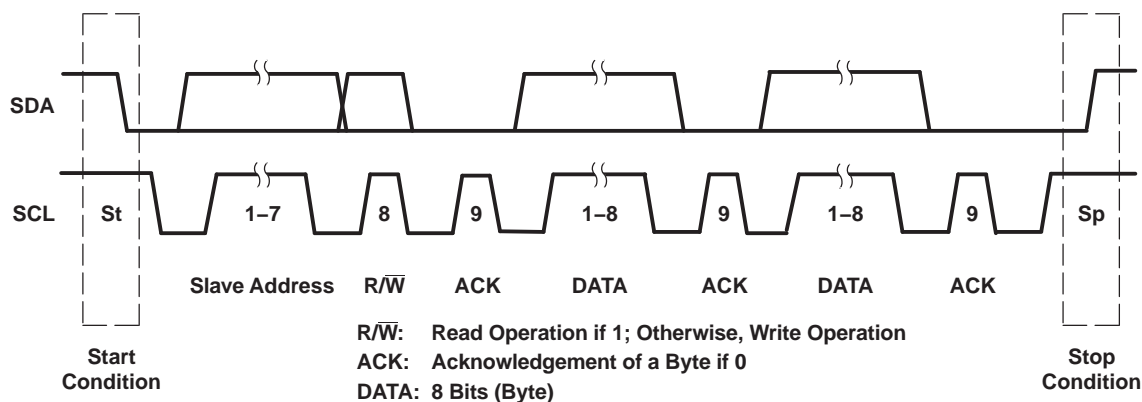 SDA
SCL
St
1–7
8
9
1–8
9
1–8
9
Sp
Slave Address
R/W̅
ACK
DATA
ACK
DATA
ACK
R/W̅: Read Operation if 1; Otherwise, Write Operation
ACK: Acknowledgement of a Byte if 0
DATA: 8 Bits (Byte)
Start
Condition
Stop
Condition